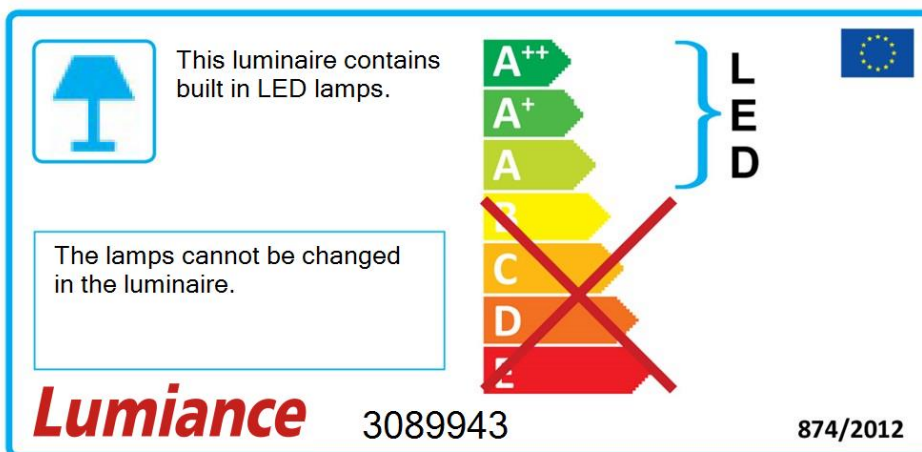 This luminaire contains
built in LED lamps.
A++
A+
A
B
C
D
E
L
E
D
The lamps cannot be changed
in the luminaire.
Lumiance
3089943
874/2012